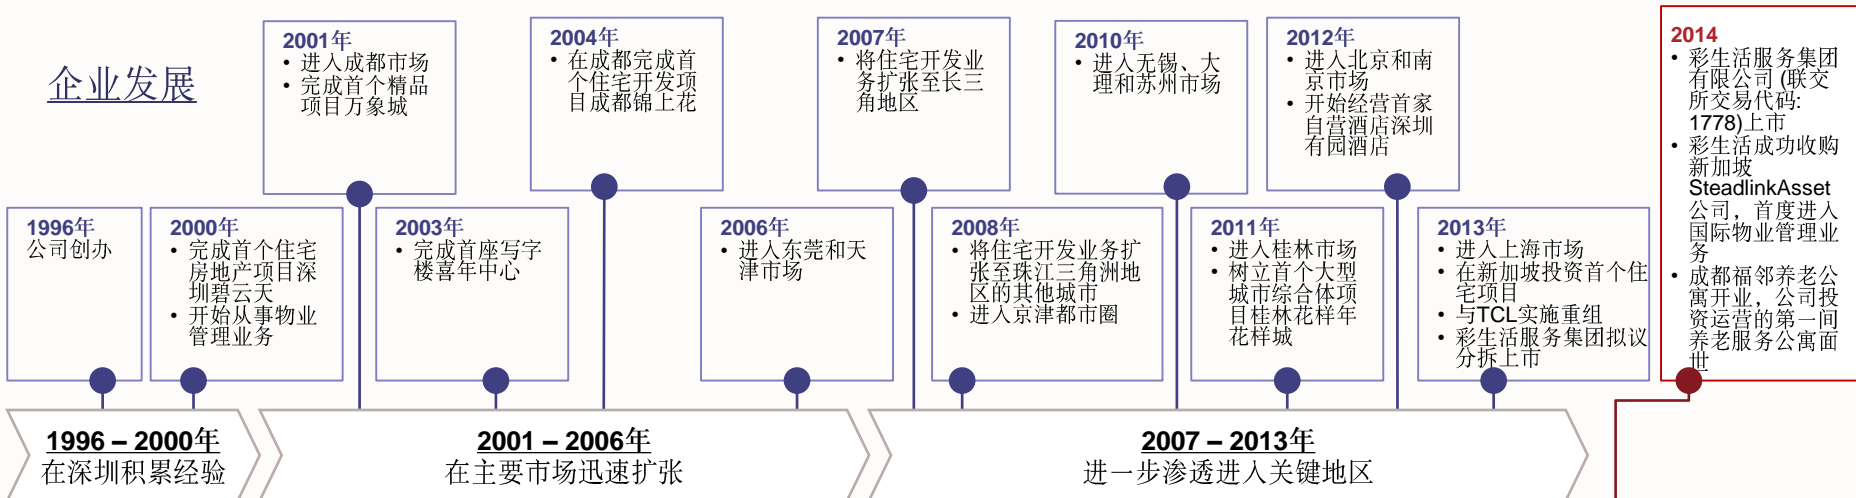 企业发展
1996年
公司创办
2000年
• 完成首个住宅
房地产项目深
圳碧云天
• 开始从事物业
管理业务
2001年
• 进入成都市场
• 完成首个精品
项目万象城
2003年
• 完成首座写字
楼喜年中心
2004年
• 在成都完成首
个住宅开发项
目成都锦上花
2006年
• 进入东莞和天
津市场
2007年
• 将住宅开发业
务扩张至长三
角地区
2008年
• 将住宅开发业务扩
张至珠江三角洲地
区的其他城市
• 进入京津都市圈
2010年
• 进入无锡、大
理和苏州市场
2011年
• 进入桂林市场
• 树立首个大型
城市综合体项
目桂林花样年
花样城
2012年
• 进入北京和南
京市场
• 开始经营首家
自营酒店深圳
有园酒店
2013年
• 进入上海市场
• 在新加坡投资首个住
宅项目
• 与TCL实施重组
• 彩生活服务集团拟议
分拆上市
2014
• 彩生活服务集团
有限公司 (联交
所交易代码:
1778)上市
• 彩生活成功收购
新加坡
SteadlinkAsset
公司，首度进入
国际物业管理业
务
• 成都福邻养老公
寓开业，公司投
资运营的第一间
养老服务公寓面
世
1996 – 2000年
在深圳积累经验
2001 – 2006年
在主要市场迅速扩张
2007 – 2013年
进一步渗透进入关键地区